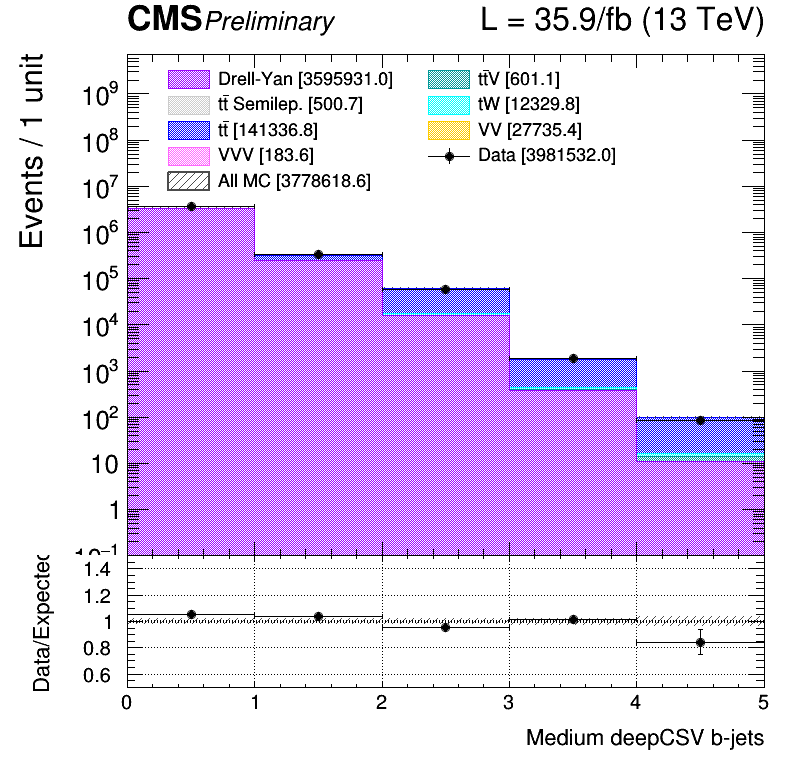 CMS Preliminary L = 35.9/fb (13 TeV)
Events / 1 unit
Drell-Yan [3595931.0] tt̄V [601.1]
tt̄ Semilep. [500.7] tW [12329.8]
tt̄ [141336.8] VV [27735.4]
VVV [183.6] Data [3981532.0]
All MC [3778618.6]
10⁹
10⁸
10⁷
10⁶
10⁵
10⁴
10³
10²
10
1
10⁻¹
Data/Expected
1.4
1.2
1
0.8
0.6
0 1 2 3 4 5
Medium deepCSV b-jets